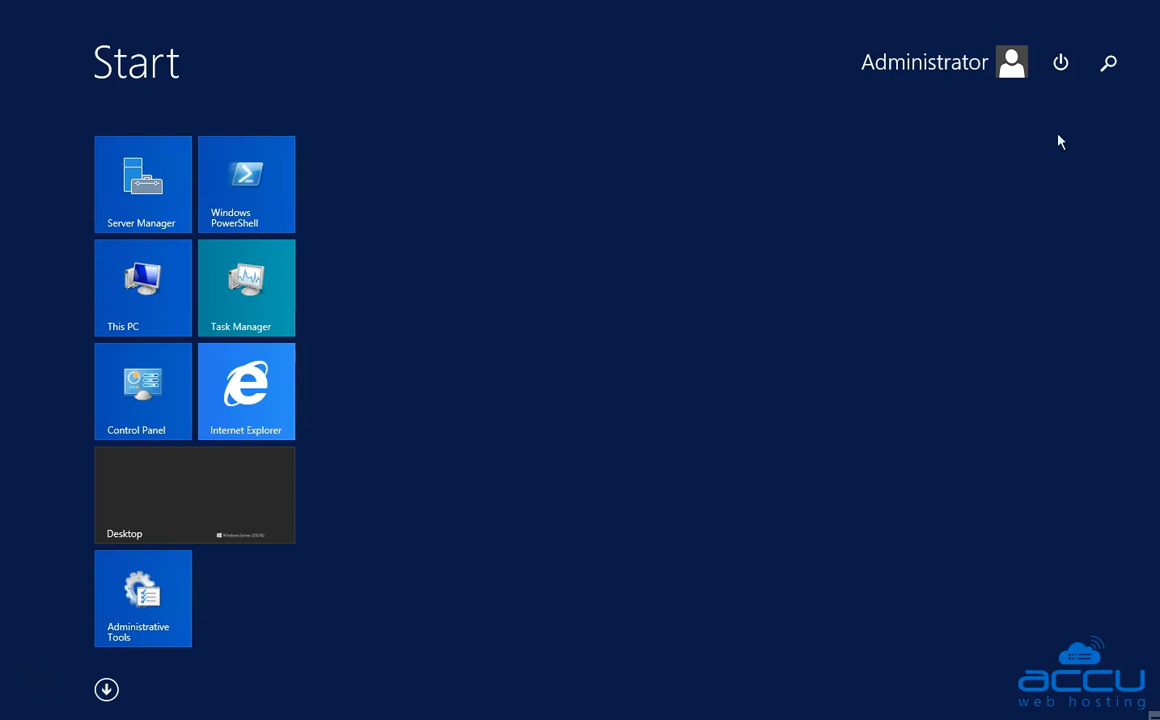 Start
Administrator
Server Manager
Windows
PowerShell
This PC
Task Manager
Control Panel
Internet Explorer
Desktop
Administrative
Tools
accu
web hosting